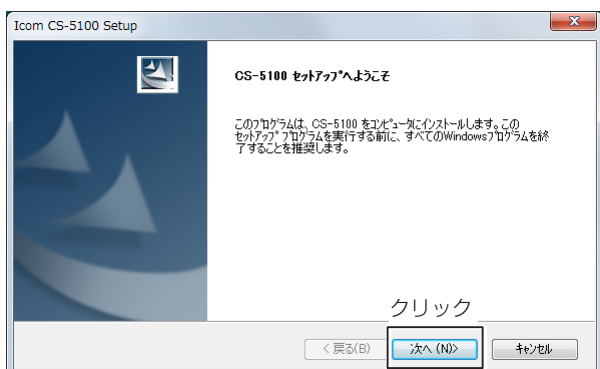 Icom CS-5100 Setup
CS-5100 ｾｯﾄｱｯﾌﾟへようこそ
このﾌﾟﾛｸﾞﾗﾑは、CS-5100 をｺﾝﾋﾟｭｰﾀにｲﾝｽﾄｰﾙします。この
ｾｯﾄｱｯﾌﾟ ﾌﾟﾛｸﾞﾗﾑを実行する前に、すべてのWindowsﾌﾟﾛｸﾞﾗﾑを終
了することを推奨します。
クリック
< 戻る(B)
次へ (N)>
ｷｬﾝｾﾙ